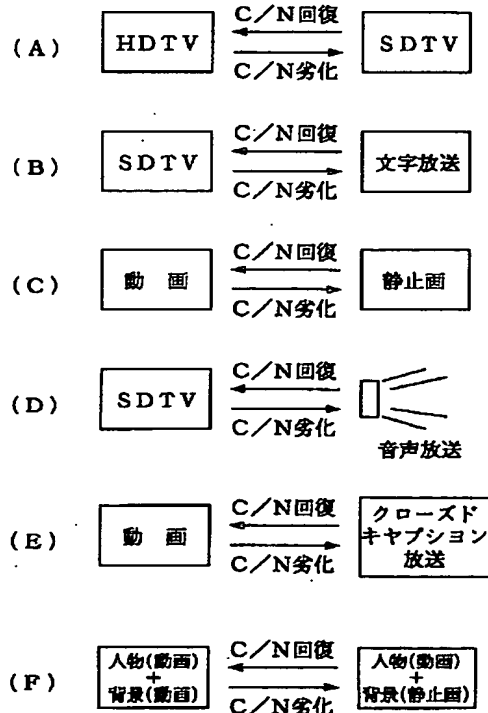 C/N回復
(A) HDTV SDTV
C/N劣化
C/N回復
(B) SDTV 文字放送
C/N劣化
C/N回復
(C) 動画 静止画
C/N劣化
C/N回復
(D) SDTV
C/N劣化
音声放送
C/N回復
(E) 動画
C/N劣化
クローズド
キャプション
放送
C/N回復
(F)
C/N劣化
人物(動画)
+
背景(動画)
人物(動画)
+
背景(静止画)